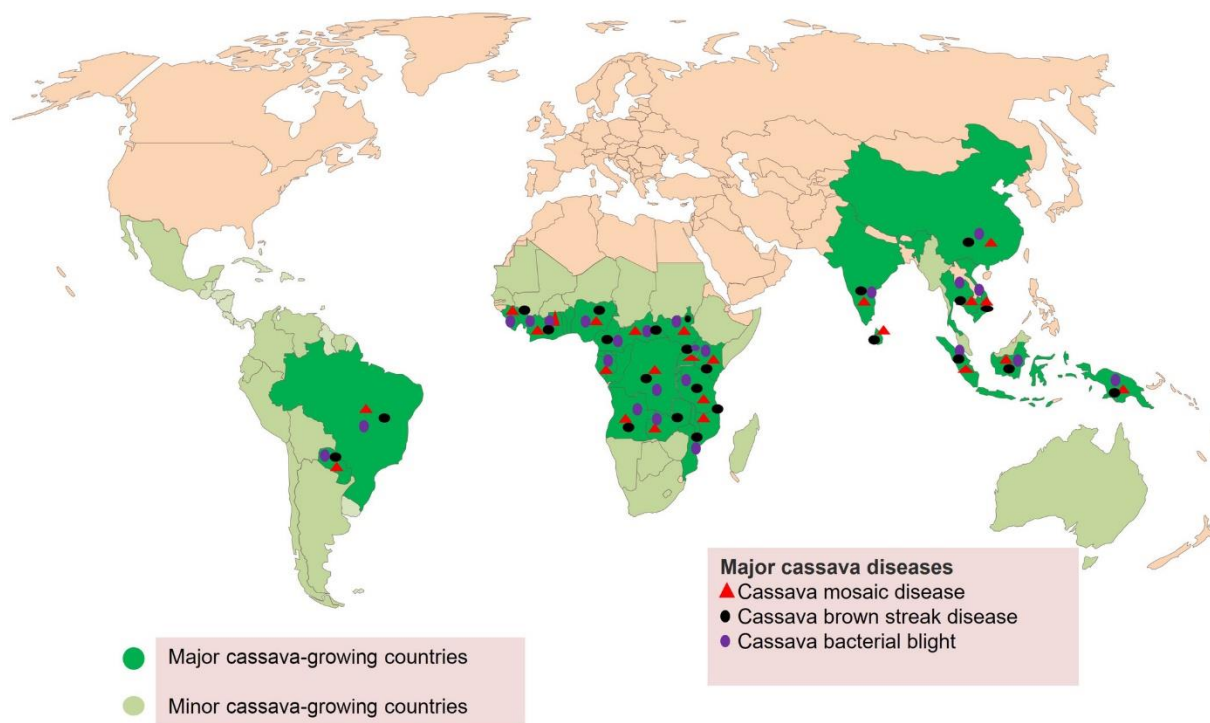 Major cassava diseases
Cassava mosaic disease
Cassava brown streak disease
Cassava bacterial blight
Major cassava-growing countries
Minor cassava-growing countries